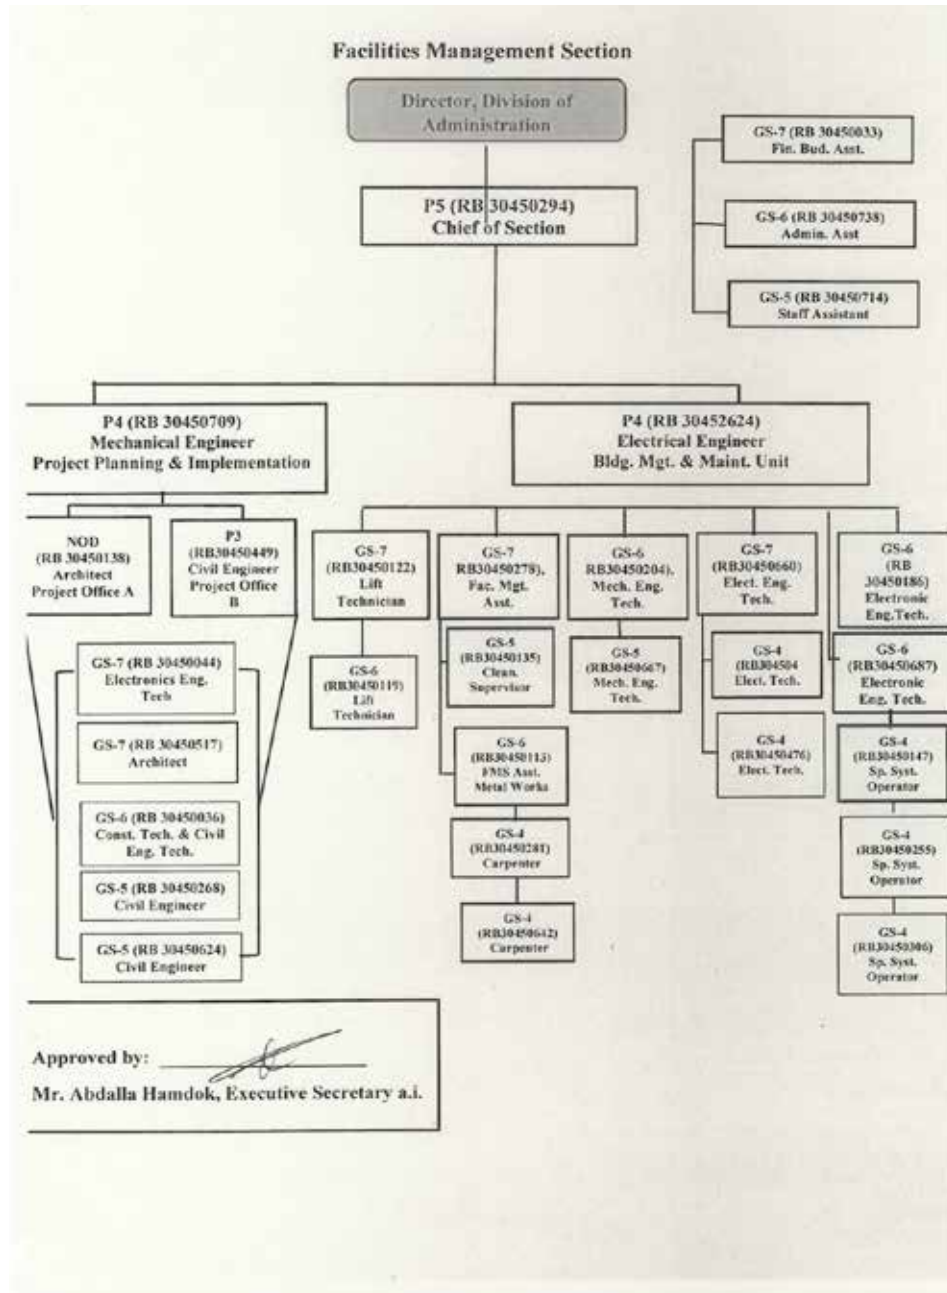 Facilities Management Section
Director, Division of
Administration
GS-7 (RB 30450033)
Fin. Bud. Asst.
P5 (RB 30450294)
Chief of Section
GS-6 (RB 30450738)
Admin. Asst
GS-5 (RB 30450714)
Staff Assistant
P4 (RB 30450709)
Mechanical Engineer
Project Planning & Implementation
P4 (RB 30452624)
Electrical Engineer
Bldg. Mgt. & Maint. Unit
NOD
(RB 30450138)
Architect
Project Office A
P3
(RB30450449)
Civil Engineer
Project Office
B
GS-7
(RB30450122)
Lift
Technician
GS-7
RB30450278),
Fac. Mgt.
Asst.
GS-6
RB30450204),
Mech. Eng.
Tech.
GS-7
(RB30450660)
Elect. Eng.
Tech.
GS-6
(RB
30450186)
Electronic
Eng.Tech.
GS-7 (RB 30450044)
Electronics Eng.
Tech
GS-6
(RB30450119)
Lift
Technician
GS-5
(RB30450135)
Clean.
Supervisor
GS-5
(RB30450667)
Mech. Eng.
Tech.
GS-4
(RB304504
Elect. Tech.
GS-6
(RB30450687)
Electronic
Eng. Tech.
GS-7 (RB 30450517)
Architect
GS-6
(RB30450113)
FMS Asst.
Metal Works
GS-4
(RB30450476)
Elect. Tech.
GS-4
(RB30450147)
Sp. Syst.
Operator
GS-6 (RB 30450036)
Const. Tech. & Civil
Eng. Tech.
GS-4
(RB30450281)
Carpenter
GS-4
(RB30450255)
Sp. Syst.
Operator
GS-5 (RB 30450268)
Civil Engineer
GS-4
(RB30450642)
Carpenter
GS-4
(RB30450306)
Sp. Syst.
Operator
GS-5 (RB 30450624)
Civil Engineer
Approved by:
Mr. Abdalla Hamdok, Executive Secretary a.i.